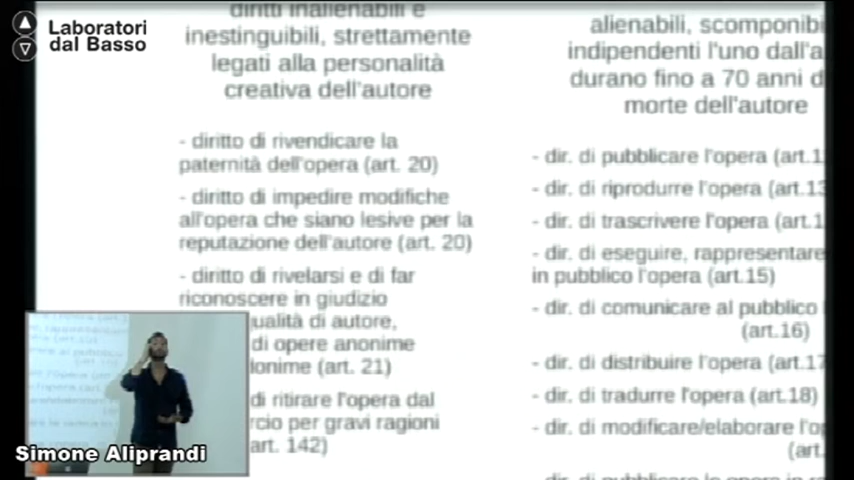 Laboratori
dal Basso
diritti inalienabili e
inestinguibili, strettamente
legati alla personalità
creativa dell'autore
- diritto di rivendicare la
paternità dell'opera (art. 20)
- diritto di impedire modifiche
all'opera che siano lesive per la
reputazione dell'autore (art. 20)
- diritto di rivelarsi e di far
riconoscere in giudizio
ualità di autore,
di opere anonime
donime (art. 21)
di ritirare l'opera dal
rcio per gravi ragioni
art. 142)
alienabili, scomponibi
indipendenti l'uno dall'a
durano fino a 70 anni d
morte dell'autore
- dir. di pubblicare l'opera (art.1
- dir. di riprodurre l'opera (art.13
- dir. di trascrivere l'opera (art.1
- dir. di eseguire, rappresentare
in pubblico l'opera (art.15)
- dir. di comunicare al pubblico
(art.16)
- dir. di distribuire l'opera (art.17
- dir. di tradurre l'opera (art.18)
- dir. di modificare/elaborare l'op
(art.
Simone Aliprandi